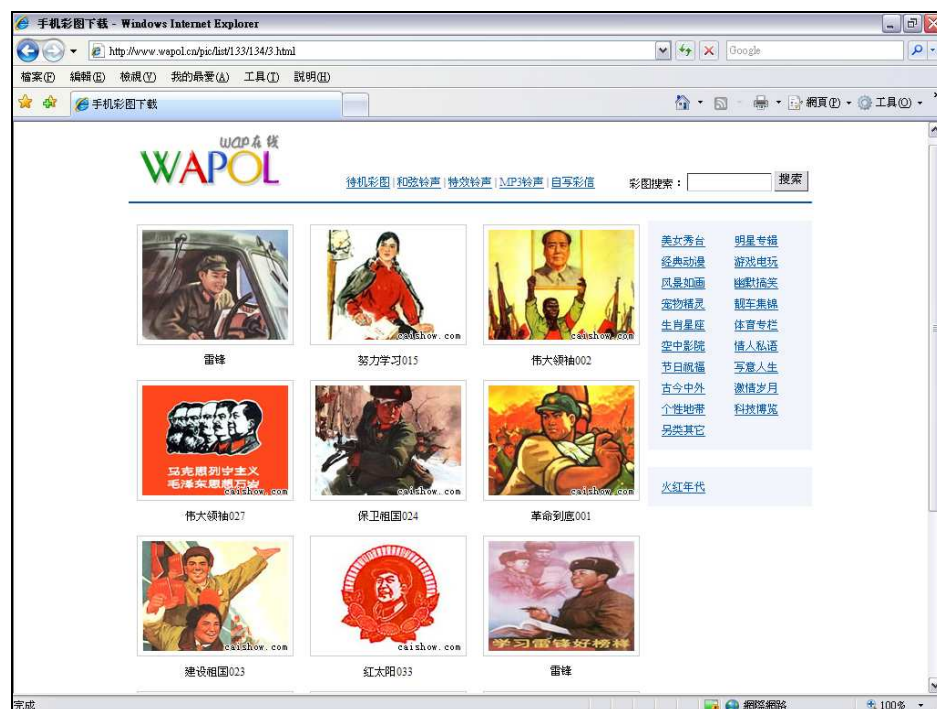 手机彩图下载 - Windows Internet Explorer
http://www.wapol.cn/pic/list/133/134/3.html
Google
檔案(F) 編輯(E) 檢視(V) 我的最愛(A) 工具(T) 說明(H)
手机彩图下载
網頁(P) 工具(O)
wap在线
WAPOL
待机彩图 | 和弦铃声 | 特效铃声 | MP3铃声 | 自写彩信
彩图搜索： 搜索
caishow.com
caishow.com
雷锋 努力学习015 伟大领袖002
马克思列宁主义
毛泽东思想万岁
caishow.com
caishow.com
caishow.com
伟大领袖027 保卫祖国024 革命到底001
学习雷锋好榜样
caishow.com
caishow.com
建设祖国023 红太阳033 雷锋
美女秀台 明星专辑
经典动漫 游戏电玩
风景如画 幽默搞笑
宠物精灵 靓车集锦
生肖星座 体育专栏
空中影院 情人私语
节日祝福 写意人生
古今中外 激情岁月
个性地带 科技博览
另类其它
火红年代
完成 網際網路 100%